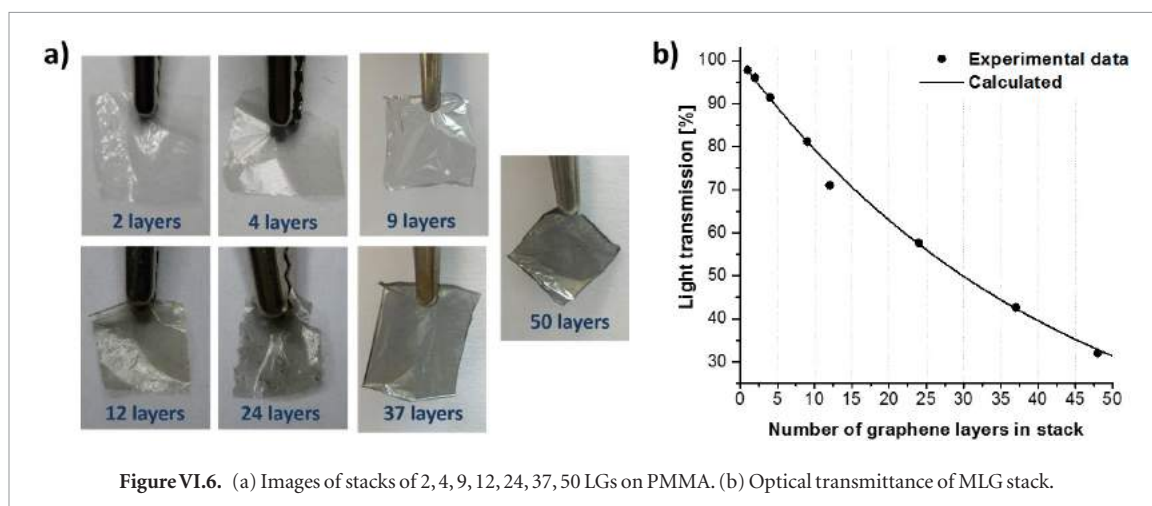 a)
2 layers
4 layers
9 layers
12 layers
24 layers
37 layers
50 layers
b)
100
90
80
70
60
50
40
30
Light transmission [%]
Experimental data
Calculated
0 5 10 15 20 25 30 35 40 45 50
Number of graphene layers in stack
Figure VI.6. (a) Images of stacks of 2, 4, 9, 12, 24, 37, 50 LGs on PMMA. (b) Optical transmittance of MLG stack.